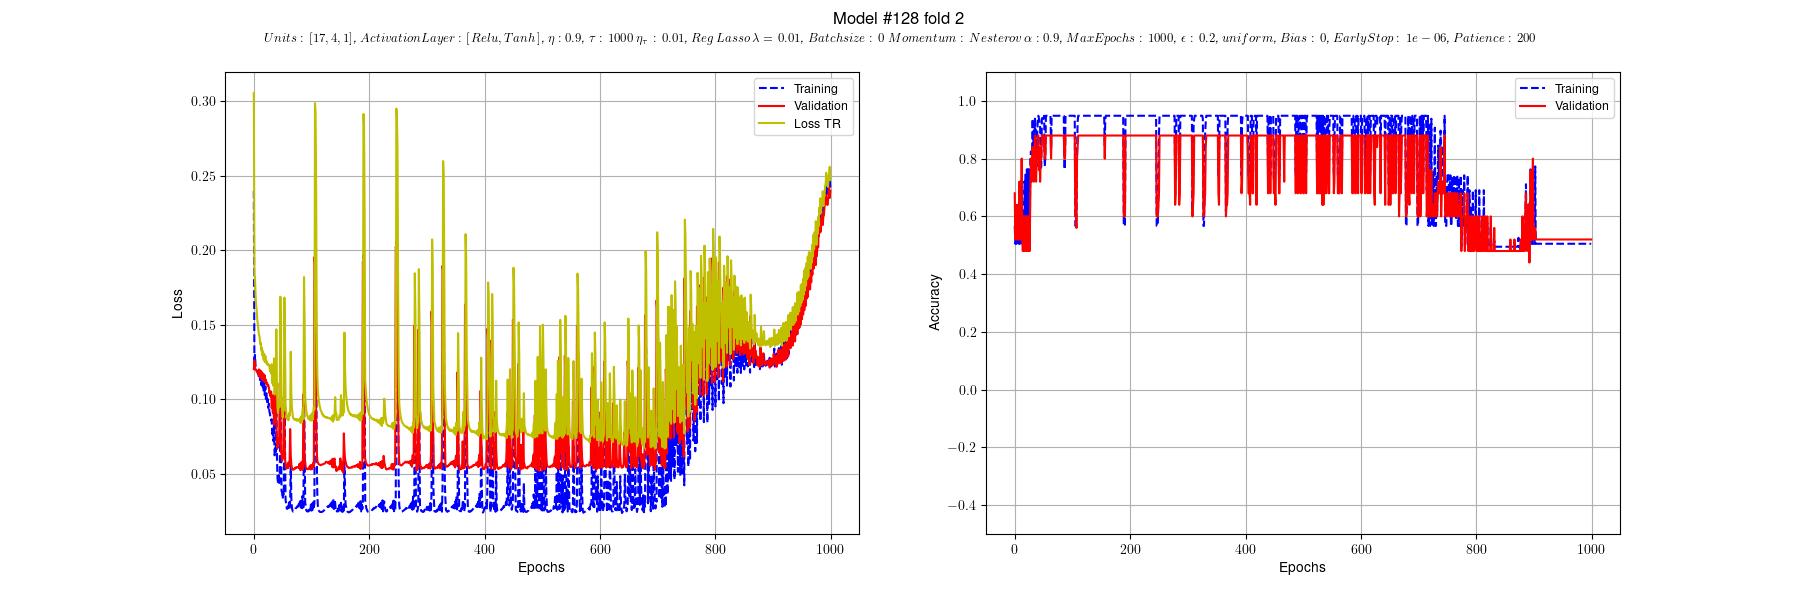 Model #128 fold 2
Units : [17, 4, 1], ActivationLayer : [Relu, Tanh], η : 0.9, τ : 1000 η_τ : 0.01, Reg Lasso λ = 0.01, Batchsize : 0 Momentum : Nesterov α : 0.9, MaxEpochs : 1000, ϵ : 0.2, uniform, Bias : 0, EarlyStop : 1e − 06, Patience : 200
Training
Validation
Loss TR
0.30
0.25
0.20
0.15
0.10
0.05
Loss
0 200 400 600 800 1000
Epochs
Training
Validation
1.0
0.8
0.6
0.4
0.2
0.0
−0.2
−0.4
Accuracy
0 200 400 600 800 1000
Epochs